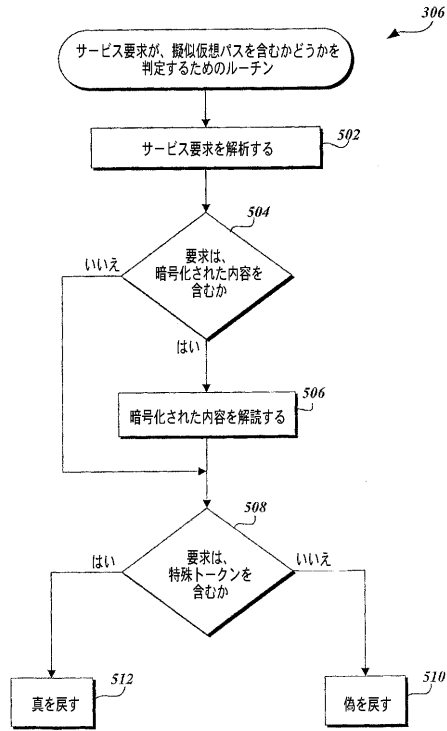 306
サービス要求が、擬似仮想パスを含むかどうかを
判定するためのルーチン
サービス要求を解析する
502
504
要求は、
暗号化された内容を
含むか
いいえ
はい
506
暗号化された内容を解読する
508
要求は、
特殊トークンを
含むか
はい
いいえ
512
真を戻す
510
偽を戻す